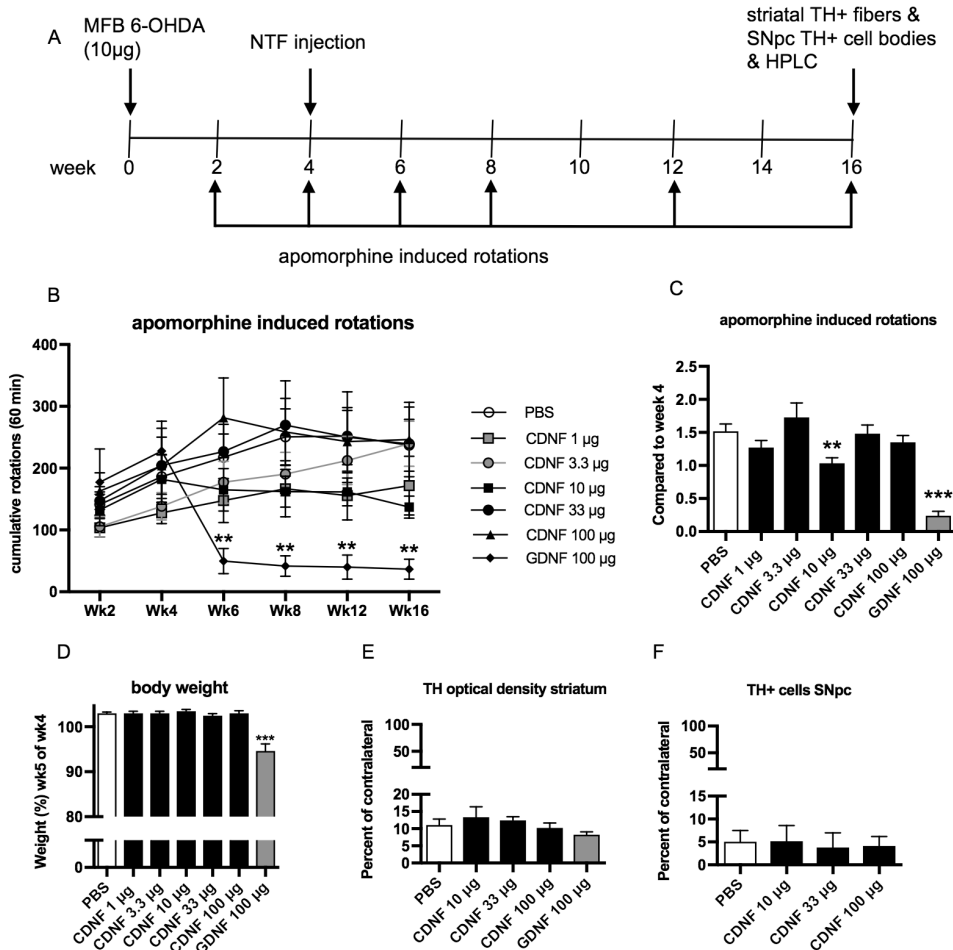 A
MFB 6-OHDA
(10µg)
NTF injection
striatal TH+ fibers &
SNpc TH+ cell bodies
& HPLC
week
0 2 4 6 8 10 12 14 16
apomorphine induced rotations
B
apomorphine induced rotations
cumulative rotations (60 min)
400
300
200
100
0
** ** ** **
Wk2 Wk4 Wk6 Wk8 Wk12 Wk16
PBS
CDNF 1 µg
CDNF 3.3 µg
CDNF 10 µg
CDNF 33 µg
CDNF 100 µg
GDNF 100 µg
C
apomorphine induced rotations
Compared to week 4
2.5
2.0
1.5
1.0
0.5
0.0
**
***
PBS
CDNF 1 µg
CDNF 3.3 µg
CDNF 10 µg
CDNF 33 µg
CDNF 100 µg
GDNF 100 µg
D
body weight
Weight (%) wk5 of wk4
100
90
80
0
***
PBS
CDNF 1 µg
CDNF 3.3 µg
CDNF 10 µg
CDNF 33 µg
CDNF 100 µg
GDNF 100 µg
E
TH optical density striatum
Percent of contralateral
100
50
20
15
10
5
0
PBS
CDNF 10 µg
CDNF 33 µg
CDNF 100 µg
GDNF 100 µg
F
TH+ cells SNpc
Percent of contralateral
100
50
15
10
5
0
PBS
CDNF 10 µg
CDNF 33 µg
CDNF 100 µg